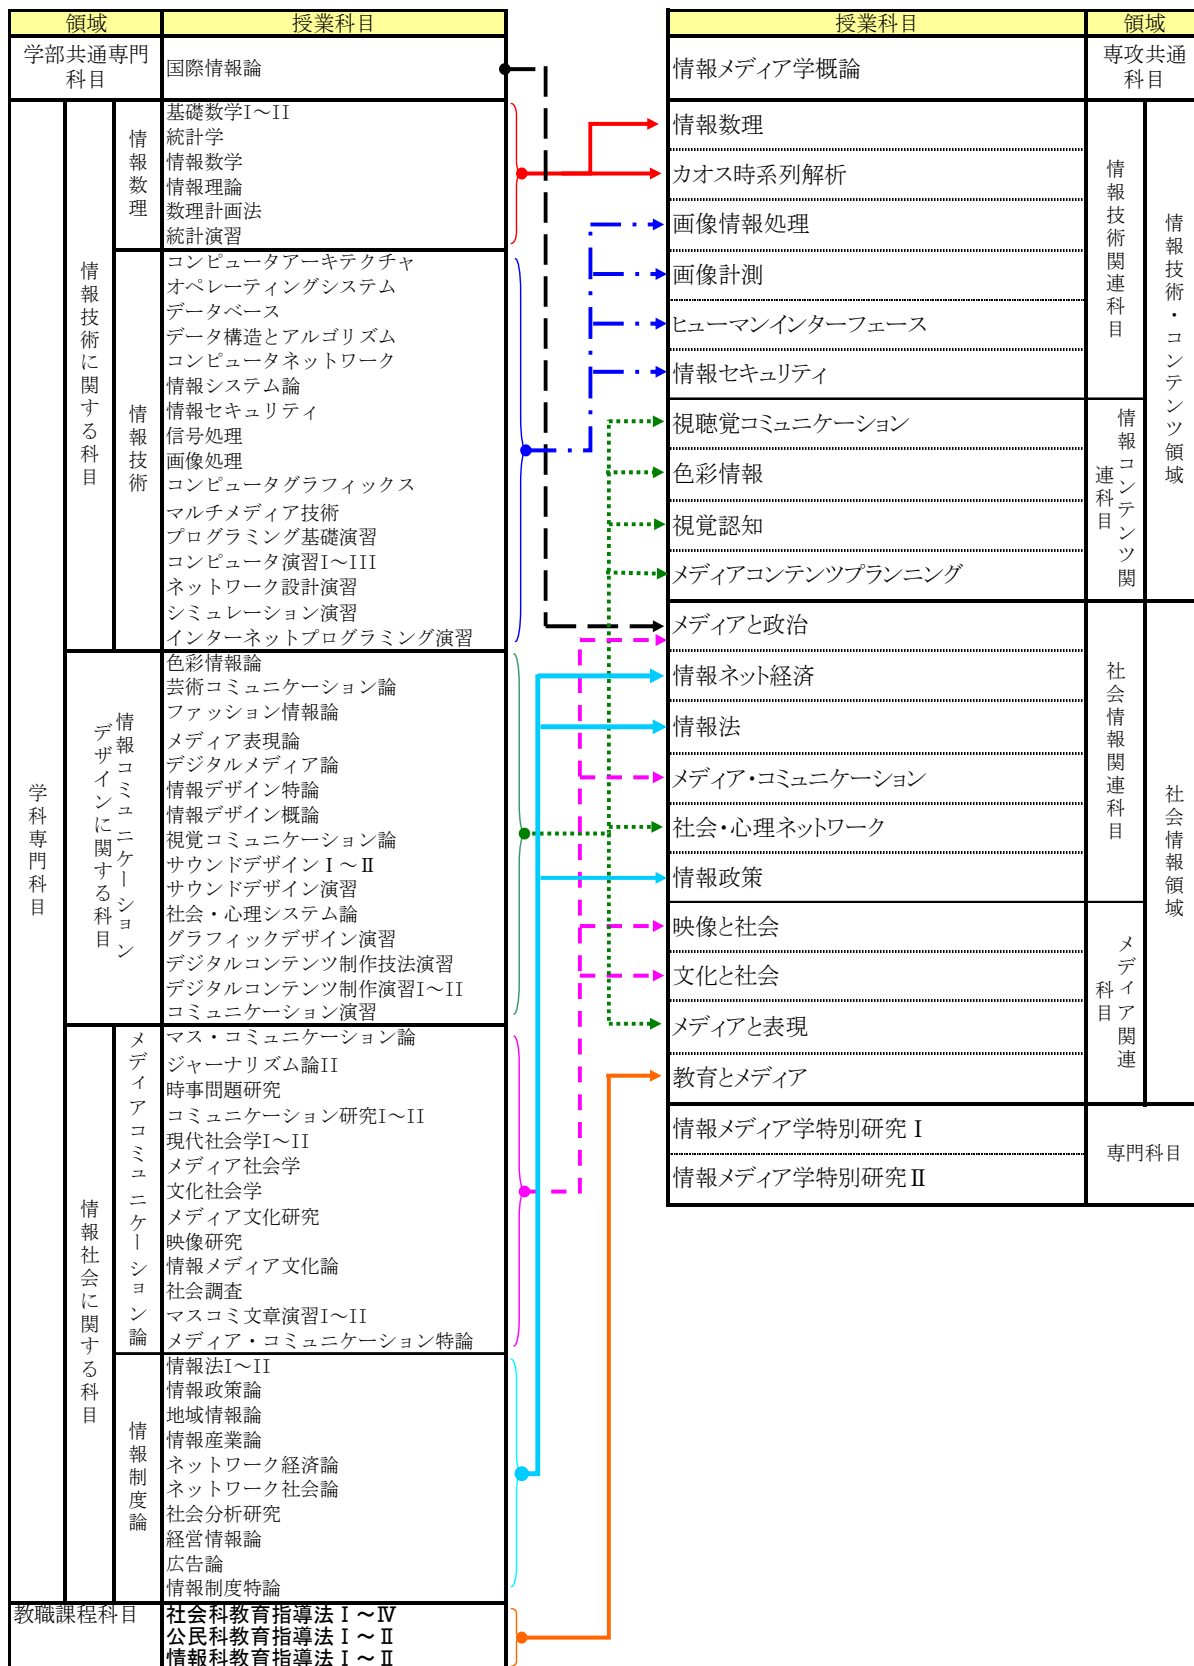 領域
授業科目
学部共通専門
科目
国際情報論
学科専門科目
情報技術に関する科目
情報数理
基礎数学I～II
統計学
情報数学
情報理論
数理計画法
統計演習
情報技術
コンピュータアーキテクチャ
オペレーティングシステム
データベース
データ構造とアルゴリズム
コンピュータネットワーク
情報システム論
情報セキュリティ
信号処理
画像処理
コンピュータグラフィックス
マルチメディア技術
プログラミング基礎演習
コンピュータ演習I～III
ネットワーク設計演習
シミュレーション演習
インターネットプログラミング演習
情報コミュニケーション
デザインに関する科目
色彩情報論
芸術コミュニケーション論
ファッション情報論
メディア表現論
デジタルメディア論
情報デザイン特論
情報デザイン概論
視覚コミュニケーション論
サウンドデザインⅠ～Ⅱ
サウンドデザイン演習
社会・心理システム論
グラフィックデザイン演習
デジタルコンテンツ制作技法演習
デジタルコンテンツ制作演習I～II
コミュニケーション演習
情報社会に関する科目
メディアコミュニケーション論
マス・コミュニケーション論
ジャーナリズム論II
時事問題研究
コミュニケーション研究I～II
現代社会学I～II
メディア社会学
文化社会学
メディア文化研究
映像研究
情報メディア文化論
社会調査
マスコミ文章演習I～II
メディア・コミュニケーション特論
情報制度論
情報法I～II
情報政策論
地域情報論
情報産業論
ネットワーク経済論
ネットワーク社会論
社会分析研究
経営情報論
広告論
情報制度特論
教職課程科目
社会科教育指導法Ⅰ～Ⅳ
公民科教育指導法Ⅰ～Ⅱ
情報科教育指導法Ⅰ～Ⅱ
授業科目
領域
情報メディア学概論
専攻共通
科目
情報数理
カオス時系列解析
画像情報処理
画像計測
ヒューマンインターフェース
情報セキュリティ
情報技術関連科目
視聴覚コミュニケーション
色彩情報
視覚認知
メディアコンテンツプランニング
情報コンテンツ関
連科目
情報技術・コンテンツ領域
メディアと政治
情報ネット経済
情報法
メディア・コミュニケーション
社会・心理ネットワーク
情報政策
社会情報関連科目
映像と社会
文化と社会
メディアと表現
教育とメディア
メディア関連
科目
社会情報領域
情報メディア学特別研究Ⅰ
情報メディア学特別研究Ⅱ
専門科目